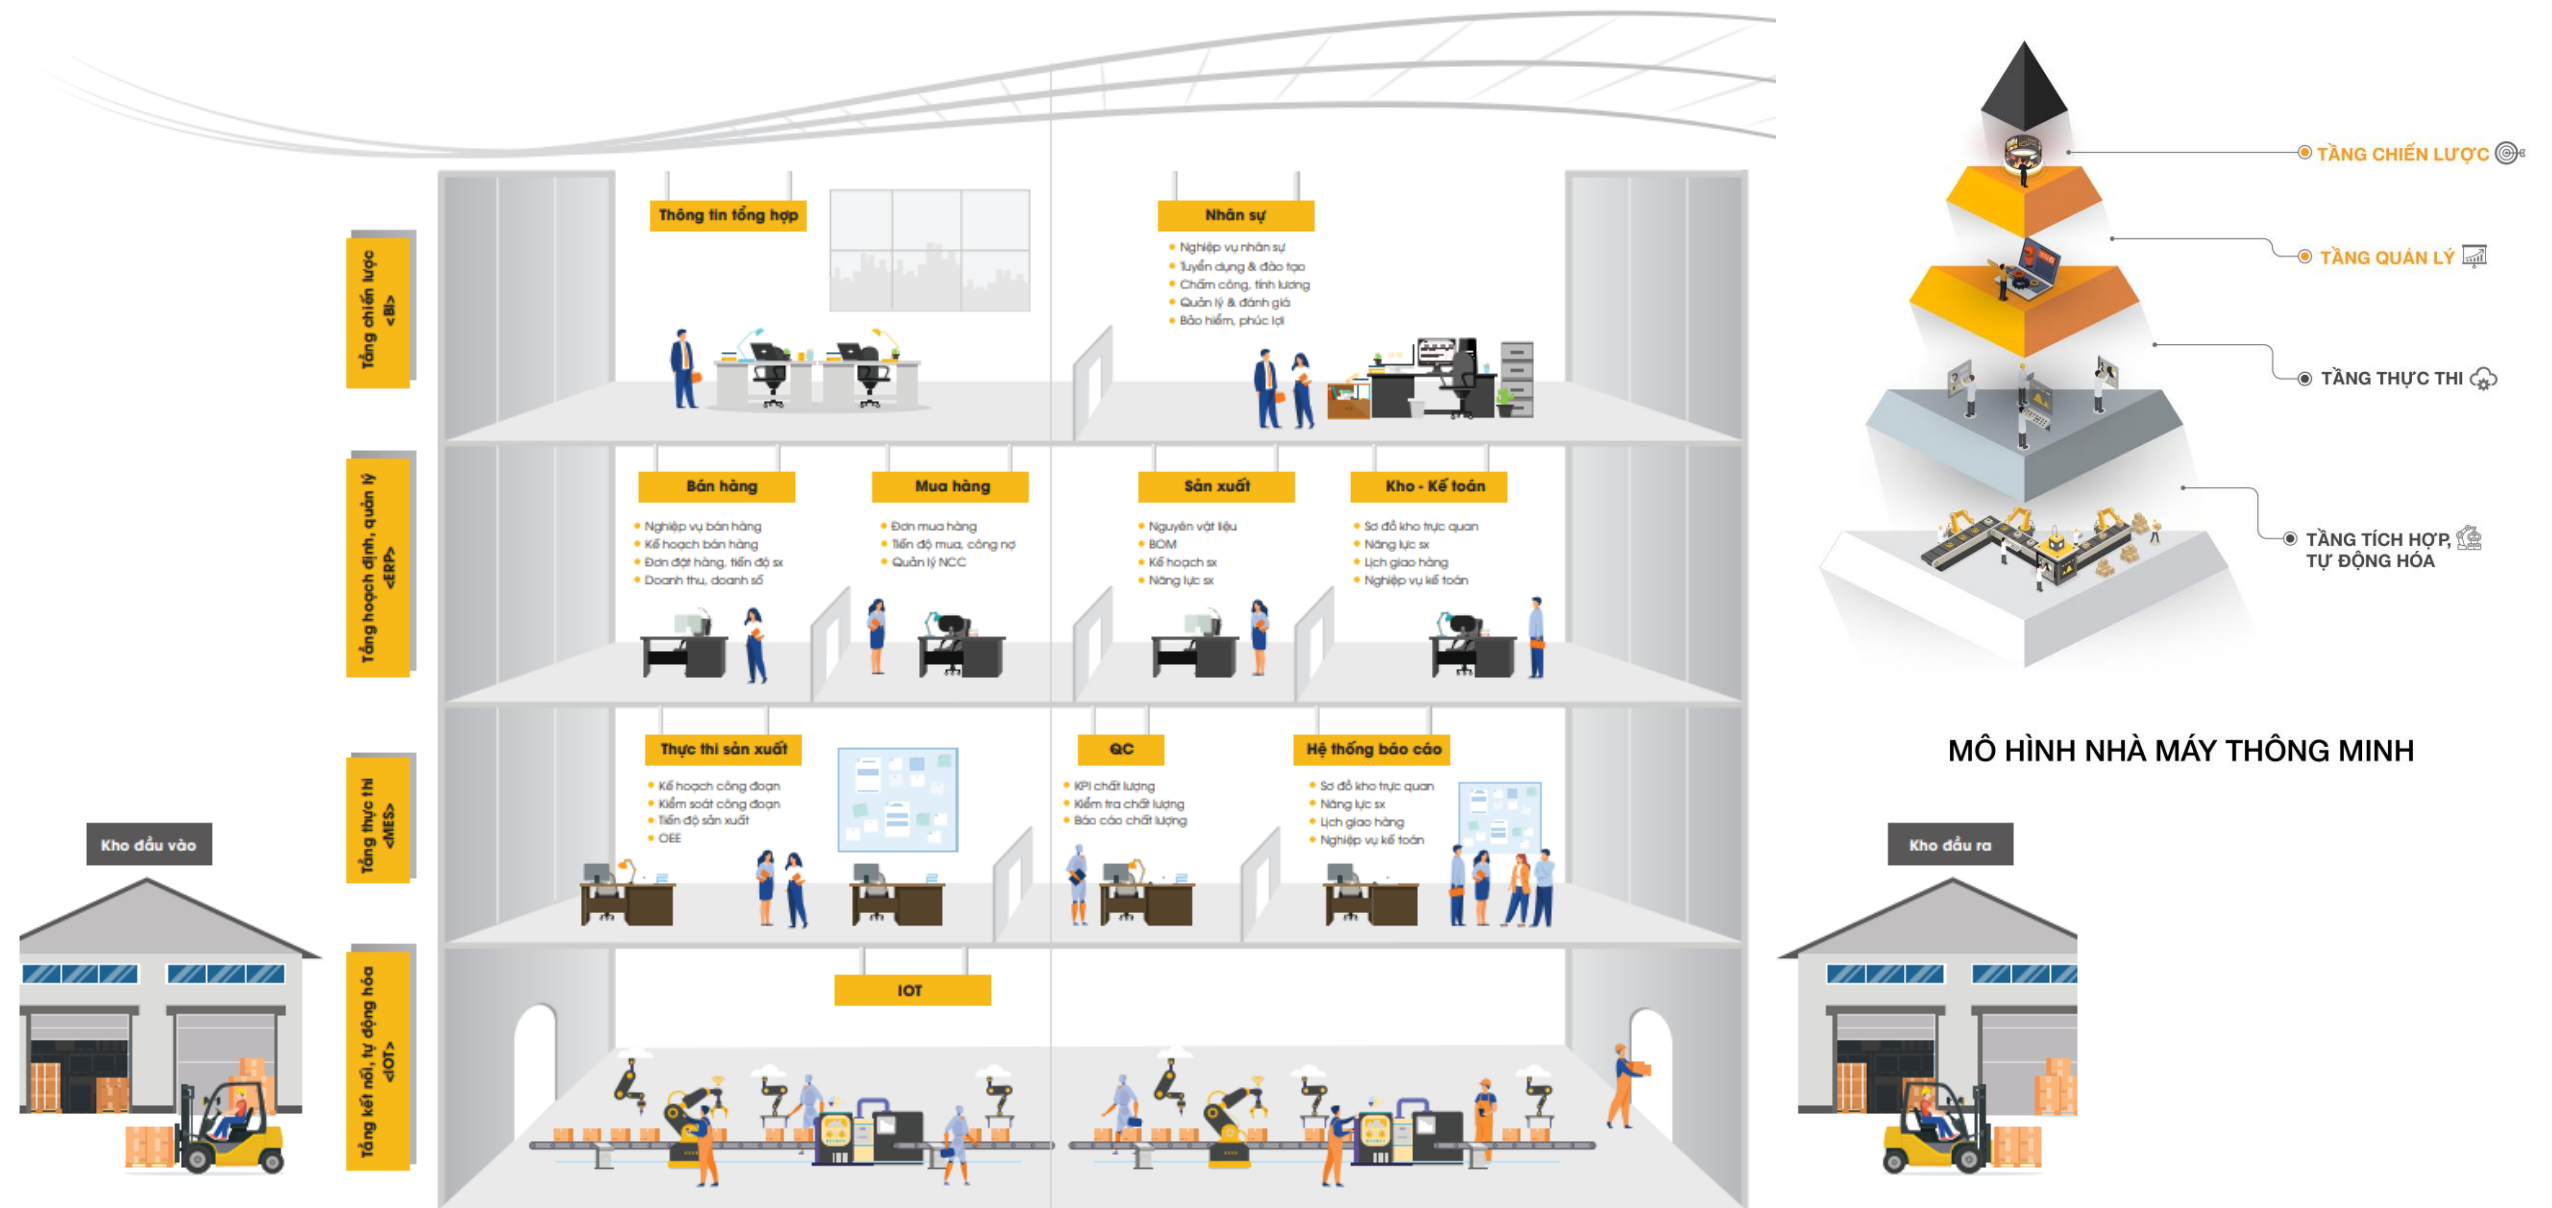 Tầng chiến lược
<BI>
Thông tin tổng hợp
Nhân sự
Nghiệp vụ nhân sự
Tuyển dụng & đào tạo
Chấm công, tính lương
Quản lý & đánh giá
Bảo hiểm, phúc lợi
Tầng hoạch định, quản lý
<ERP>
Bán hàng
Nghiệp vụ bán hàng
Kế hoạch bán hàng
Đơn đặt hàng, tiến độ sx
Doanh thu, doanh số
Mua hàng
Đơn mua hàng
Tiến độ mua, công nợ
Quản lý NCC
Sản xuất
Nguyên vật liệu
BOM
Kế hoạch sx
Năng lực sx
Kho - Kế toán
Sơ đồ kho trực quan
Năng lực sx
Lịch giao hàng
Nghiệp vụ kế toán
Tầng thực thi
<MES>
Thực thi sản xuất
Kế hoạch công đoạn
Kiểm soát công đoạn
Tiến độ sản xuất
OEE
QC
KPI chất lượng
Kiểm tra chất lượng
Báo cáo chất lượng
Hệ thống báo cáo
Sơ đồ kho trực quan
Năng lực sx
Lịch giao hàng
Nghiệp vụ kế toán
Tầng kết nối, tự động hóa
<IOT>
IOT
Kho đầu vào
TẦNG CHIẾN LƯỢC
TẦNG QUẢN LÝ
TẦNG THỰC THI
TẦNG TÍCH HỢP,
TỰ ĐỘNG HÓA
MÔ HÌNH NHÀ MÁY THÔNG MINH
Kho đầu ra